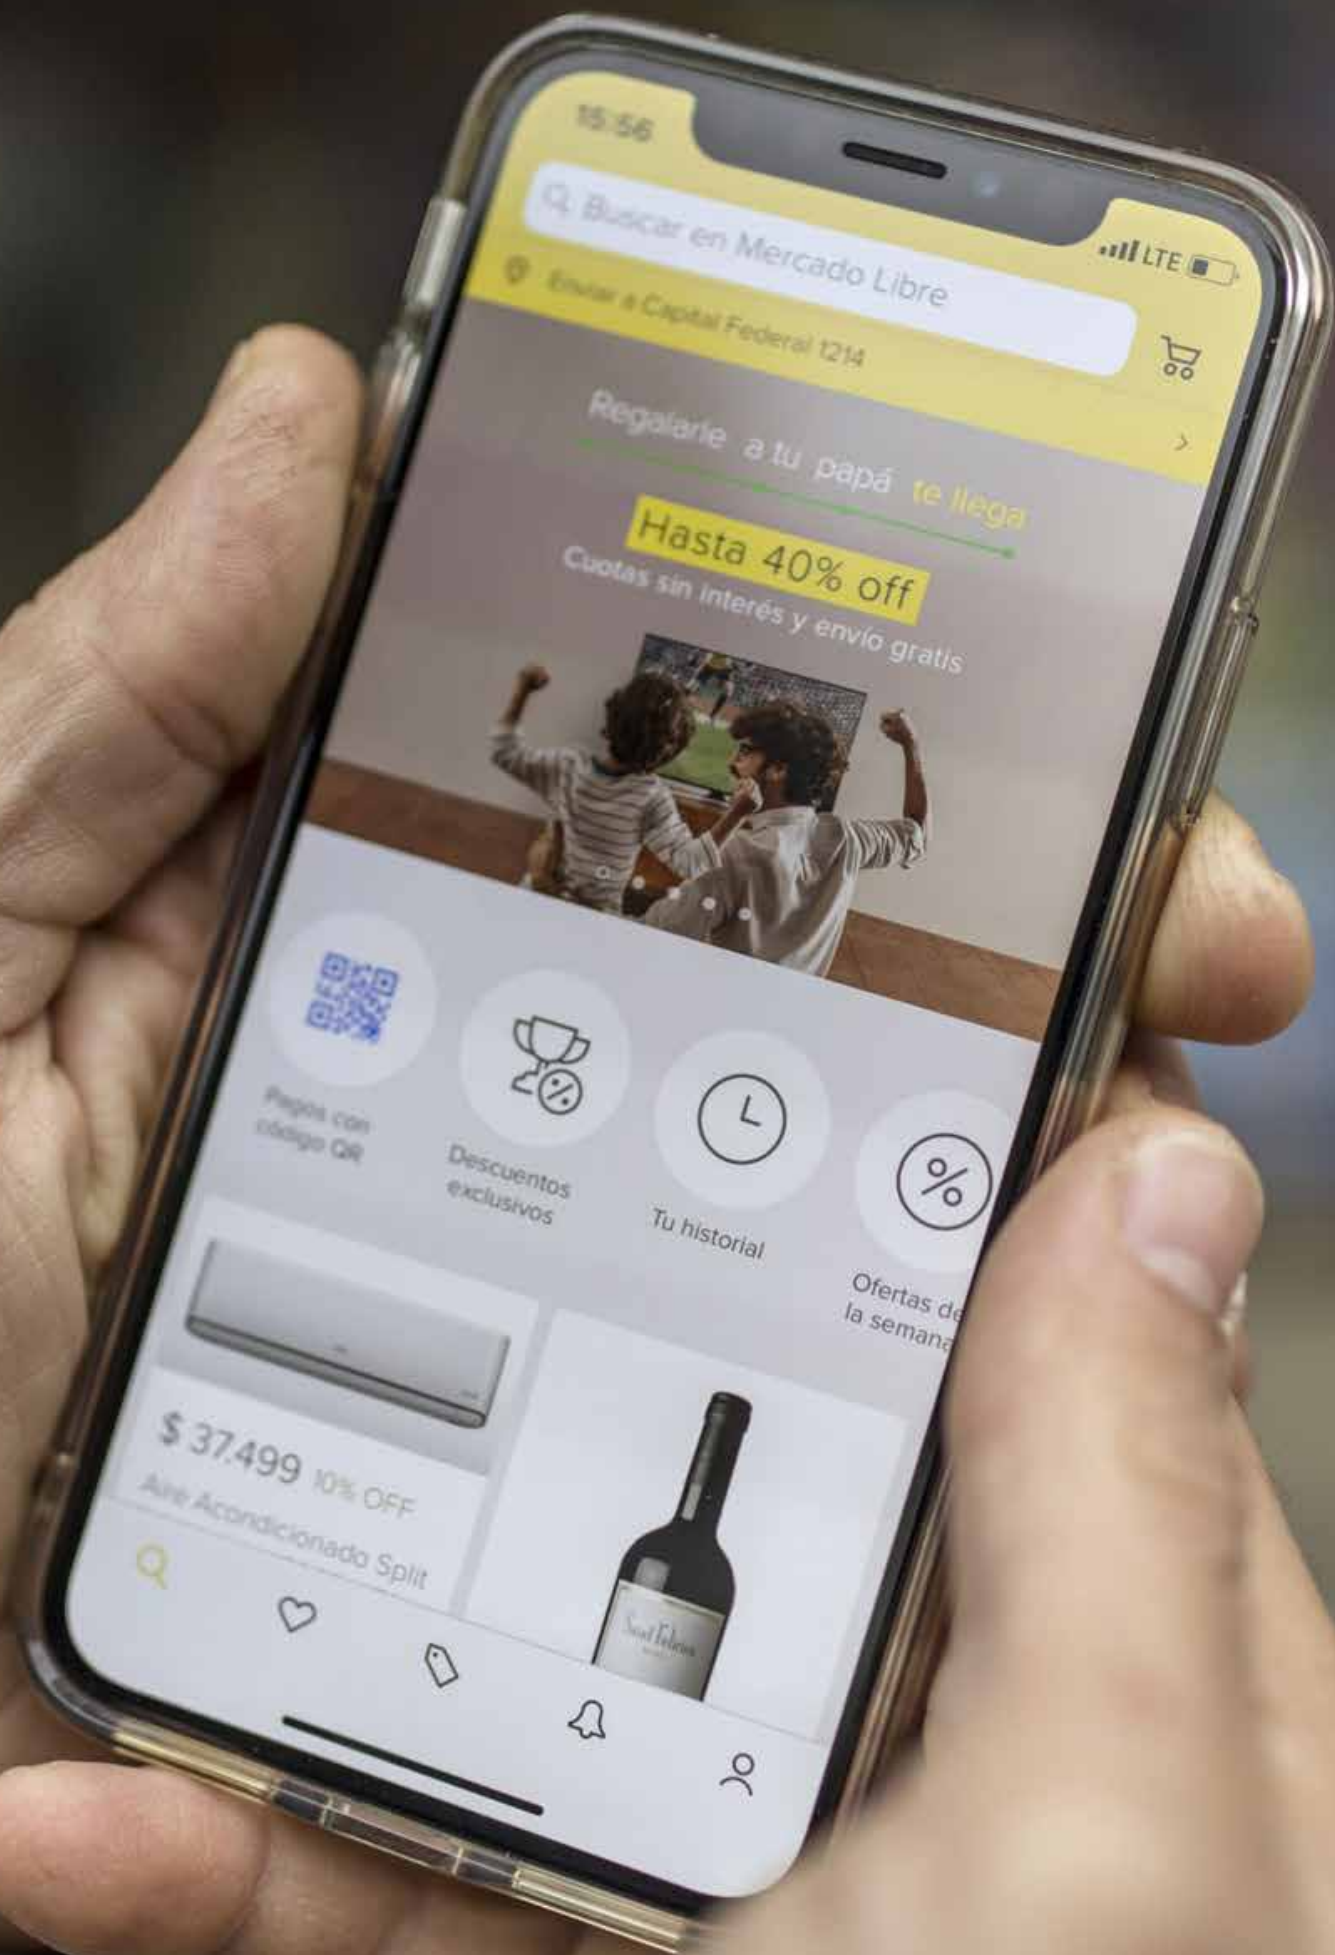 15:56
LTE
Buscar en Mercado Libre
Enviar a Capital Federal 1214
Regalarle a tu papá te llega
Hasta 40% off
Cuotas sin interés y envío gratis
Pagos con
código QR
Descuentos
exclusivos
Tu historial
Ofertas de
la semana
$ 37.499 10% OFF
Aire Acondicionado Split
Saint Felicien